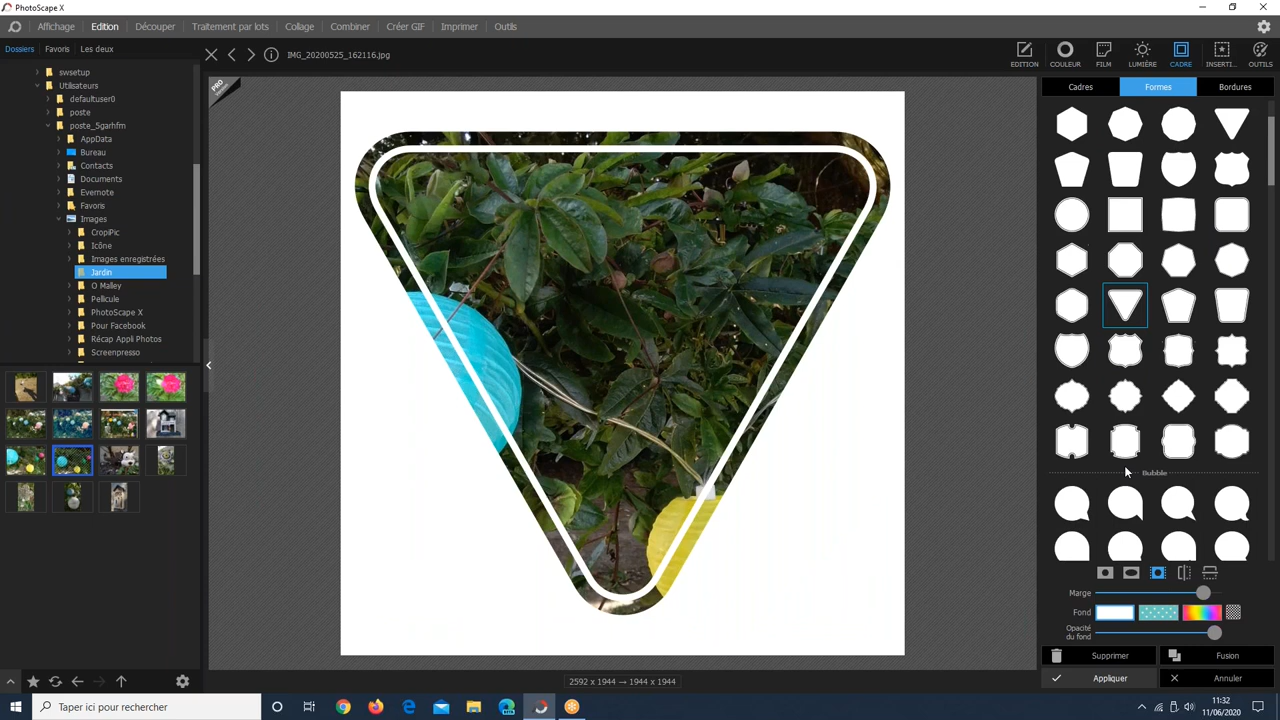 PhotoScape X
Affichage Edition Découper Traitement par lots Collage Combiner Créer GIF Imprimer Outils
Dossiers Favoris Les deux
IMG_20200525_162116.jpg
EDITION COULEUR FILM LUMIÈRE CADRE INSERTI... OUTILS
Cadres Formes Bordures
PRO
Version
swsetup
Utilisateurs
defaultuser0
poste
poste_5garhfm
AppData
Bureau
Contacts
Documents
Evernote
Favoris
Images
CropiPic
Icône
Images enregistrées
Jardin
O Malley
Pellicule
PhotoScape X
Pour Facebook
Récap Appli Photos
Screenpresso
Bubble
Marge
Fond
Opacité
du fond
Supprimer Fusion
Appliquer Annuler
2592 x 1944 → 1944 x 1944
Taper ici pour rechercher
11:32
11/06/2020